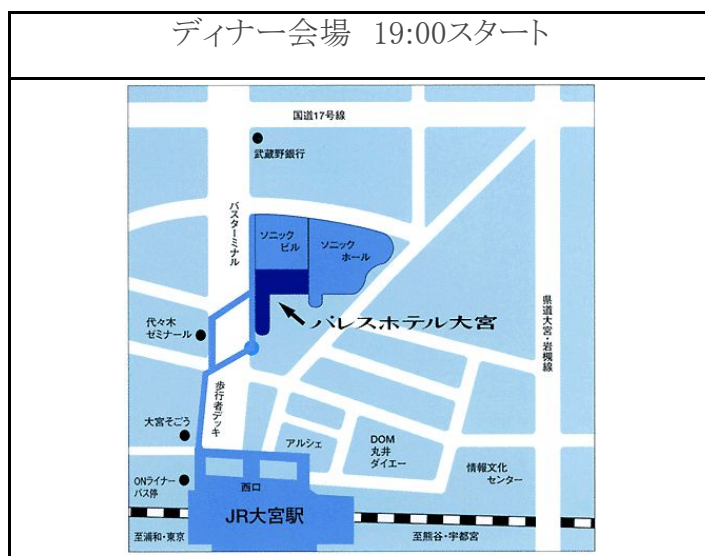 ディナー会場 19:00スタート
国道17号線
武蔵野銀行
バスターミナル
ソニック
ビル
ソニック
ホール
パレスホテル大宮
代々木
ゼミナール
県道大宮・岩槻線
歩行者デッキ
大宮そごう
アルシェ
DOM
丸井
ダイエー
情報文化
センター
ONライナー
バス停
西口
JR大宮駅
至浦和・東京
至熊谷・宇都宮